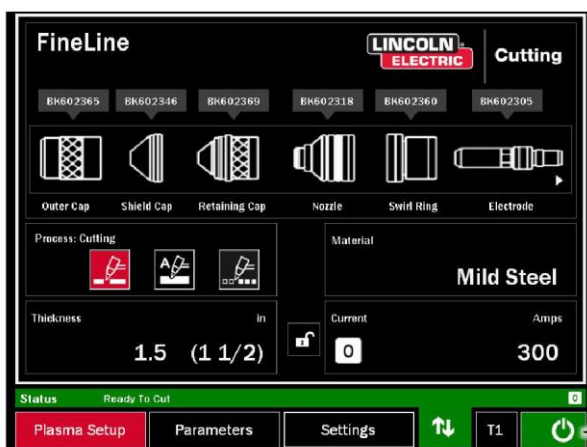 FineLine
LINCOLN
ELECTRIC
Cutting
BK602365 BK602346 BK602369 BK602318 BK602360 BK602305
Outer Cap Shield Cap Retaining Cap Nozzle Swirl Ring Electrode
Process: Cutting
A
Material
Mild Steel
Thickness in
1.5 (1 1/2)
Current Amps
0 300
Status Ready To Cut 0
Plasma Setup Parameters Settings T1